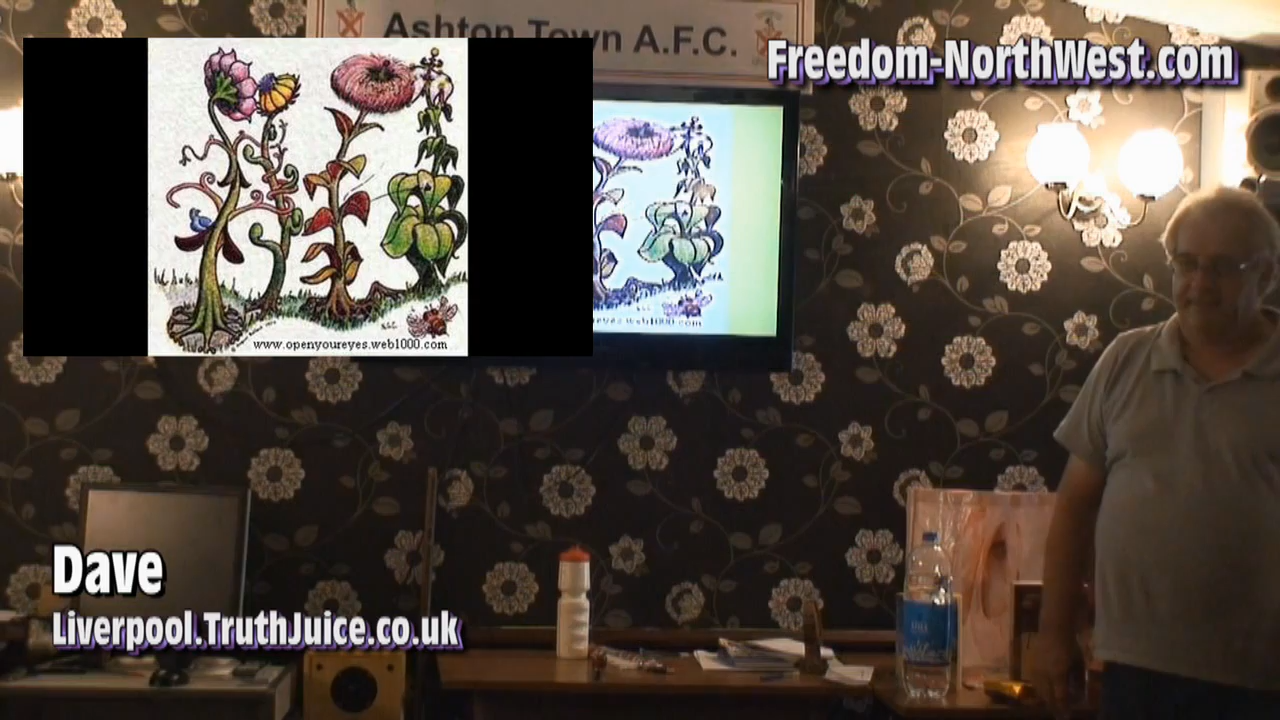 Ashton Town A.F.C.
Freedom-NorthWest.com
www.openyoureyes.web1000.com
Dave
Liverpool.TruthJuice.co.uk